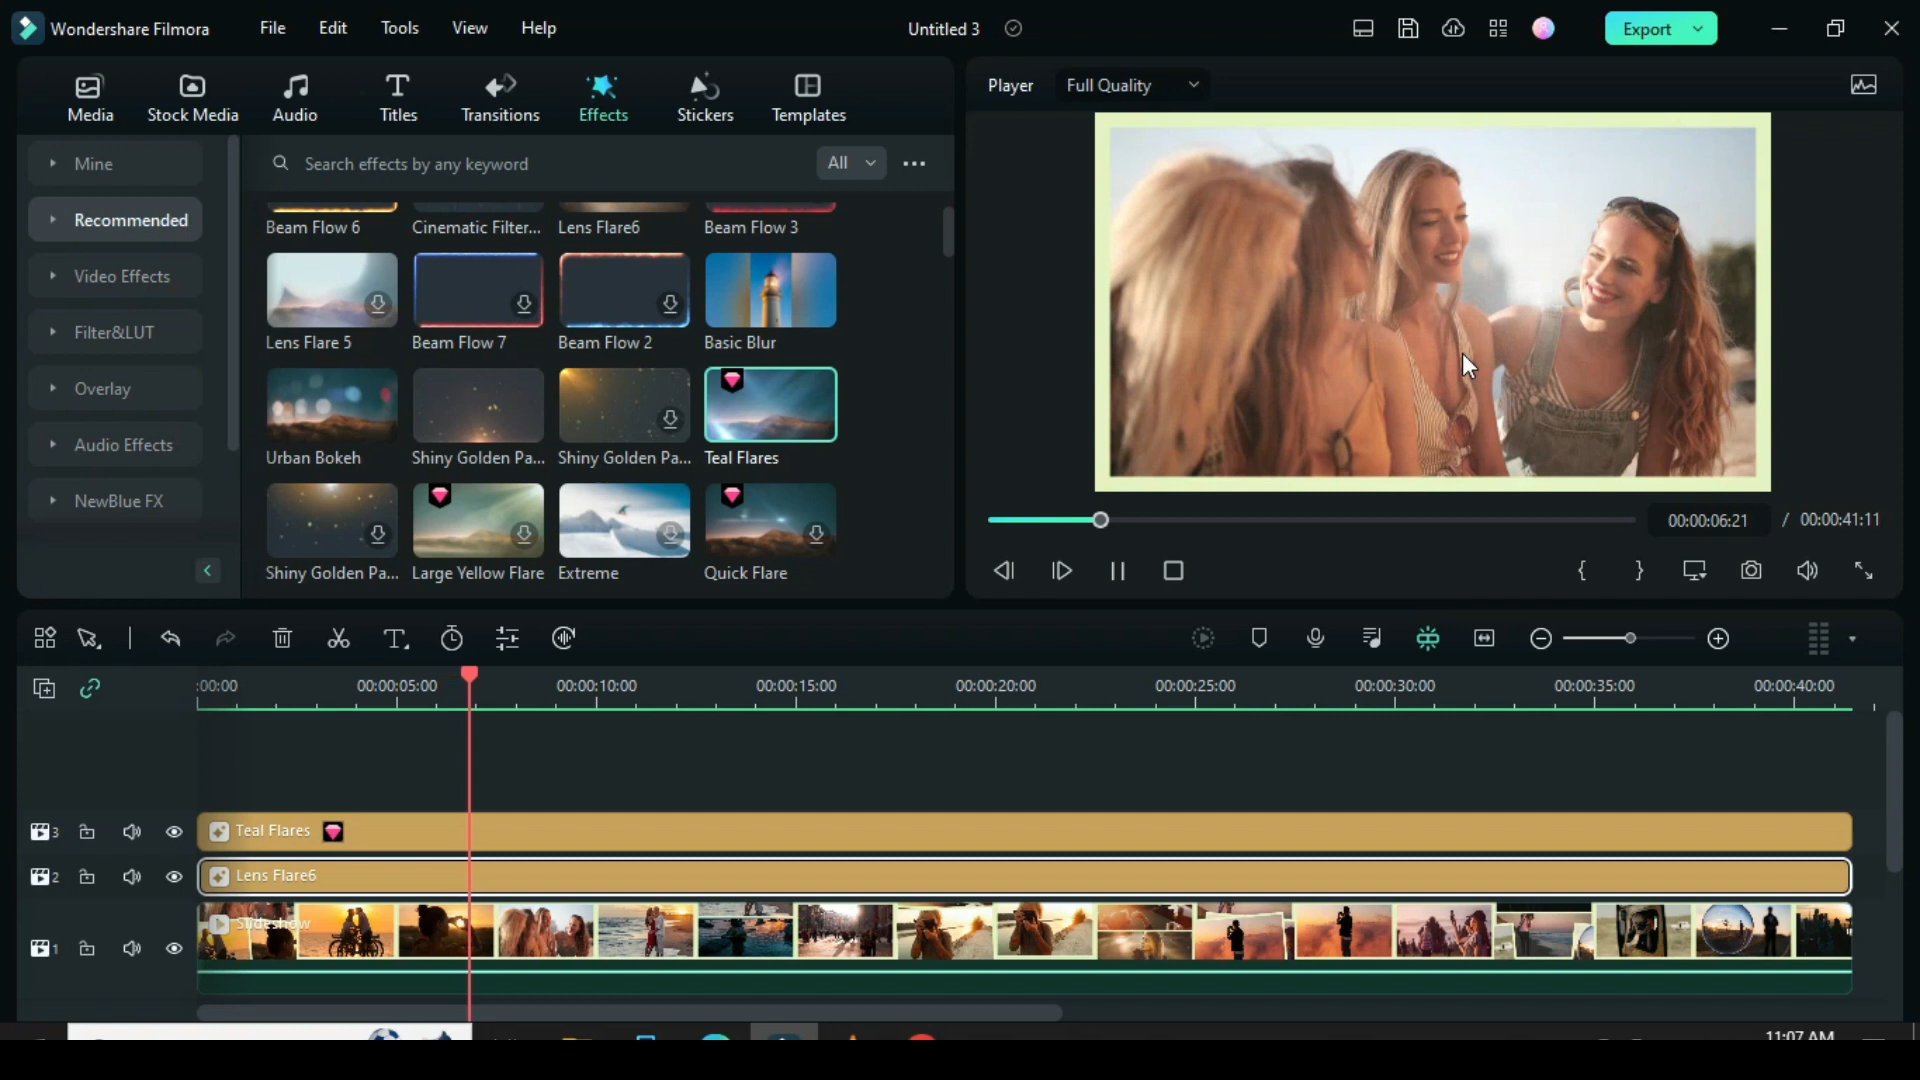 Wondershare Filmora
File
Edit
Tools
View
Help
Untitled 3
Export
Media
Stock Media
Audio
Titles
Transitions
Effects
Stickers
Templates
Player
Full Quality
Mine
Recommended
Video Effects
Filter&LUT
Overlay
Audio Effects
NewBlue FX
Search effects by any keyword
All
Beam Flow 6
Cinematic Filter...
Lens Flare6
Beam Flow 3
Lens Flare 5
Beam Flow 7
Beam Flow 2
Basic Blur
Urban Bokeh
Shiny Golden Pa...
Shiny Golden Pa...
Teal Flares
Shiny Golden Pa...
Large Yellow Flare
Extreme
Quick Flare
00:00:06:21 / 00:00:41:11
:00:00
00:00:05:00
00:00:10:00
00:00:15:00
00:00:20:00
00:00:25:00
00:00:30:00
00:00:35:00
00:00:40:00
3
Teal Flares
2
Lens Flare6
Slideshow
1
11:07 AM